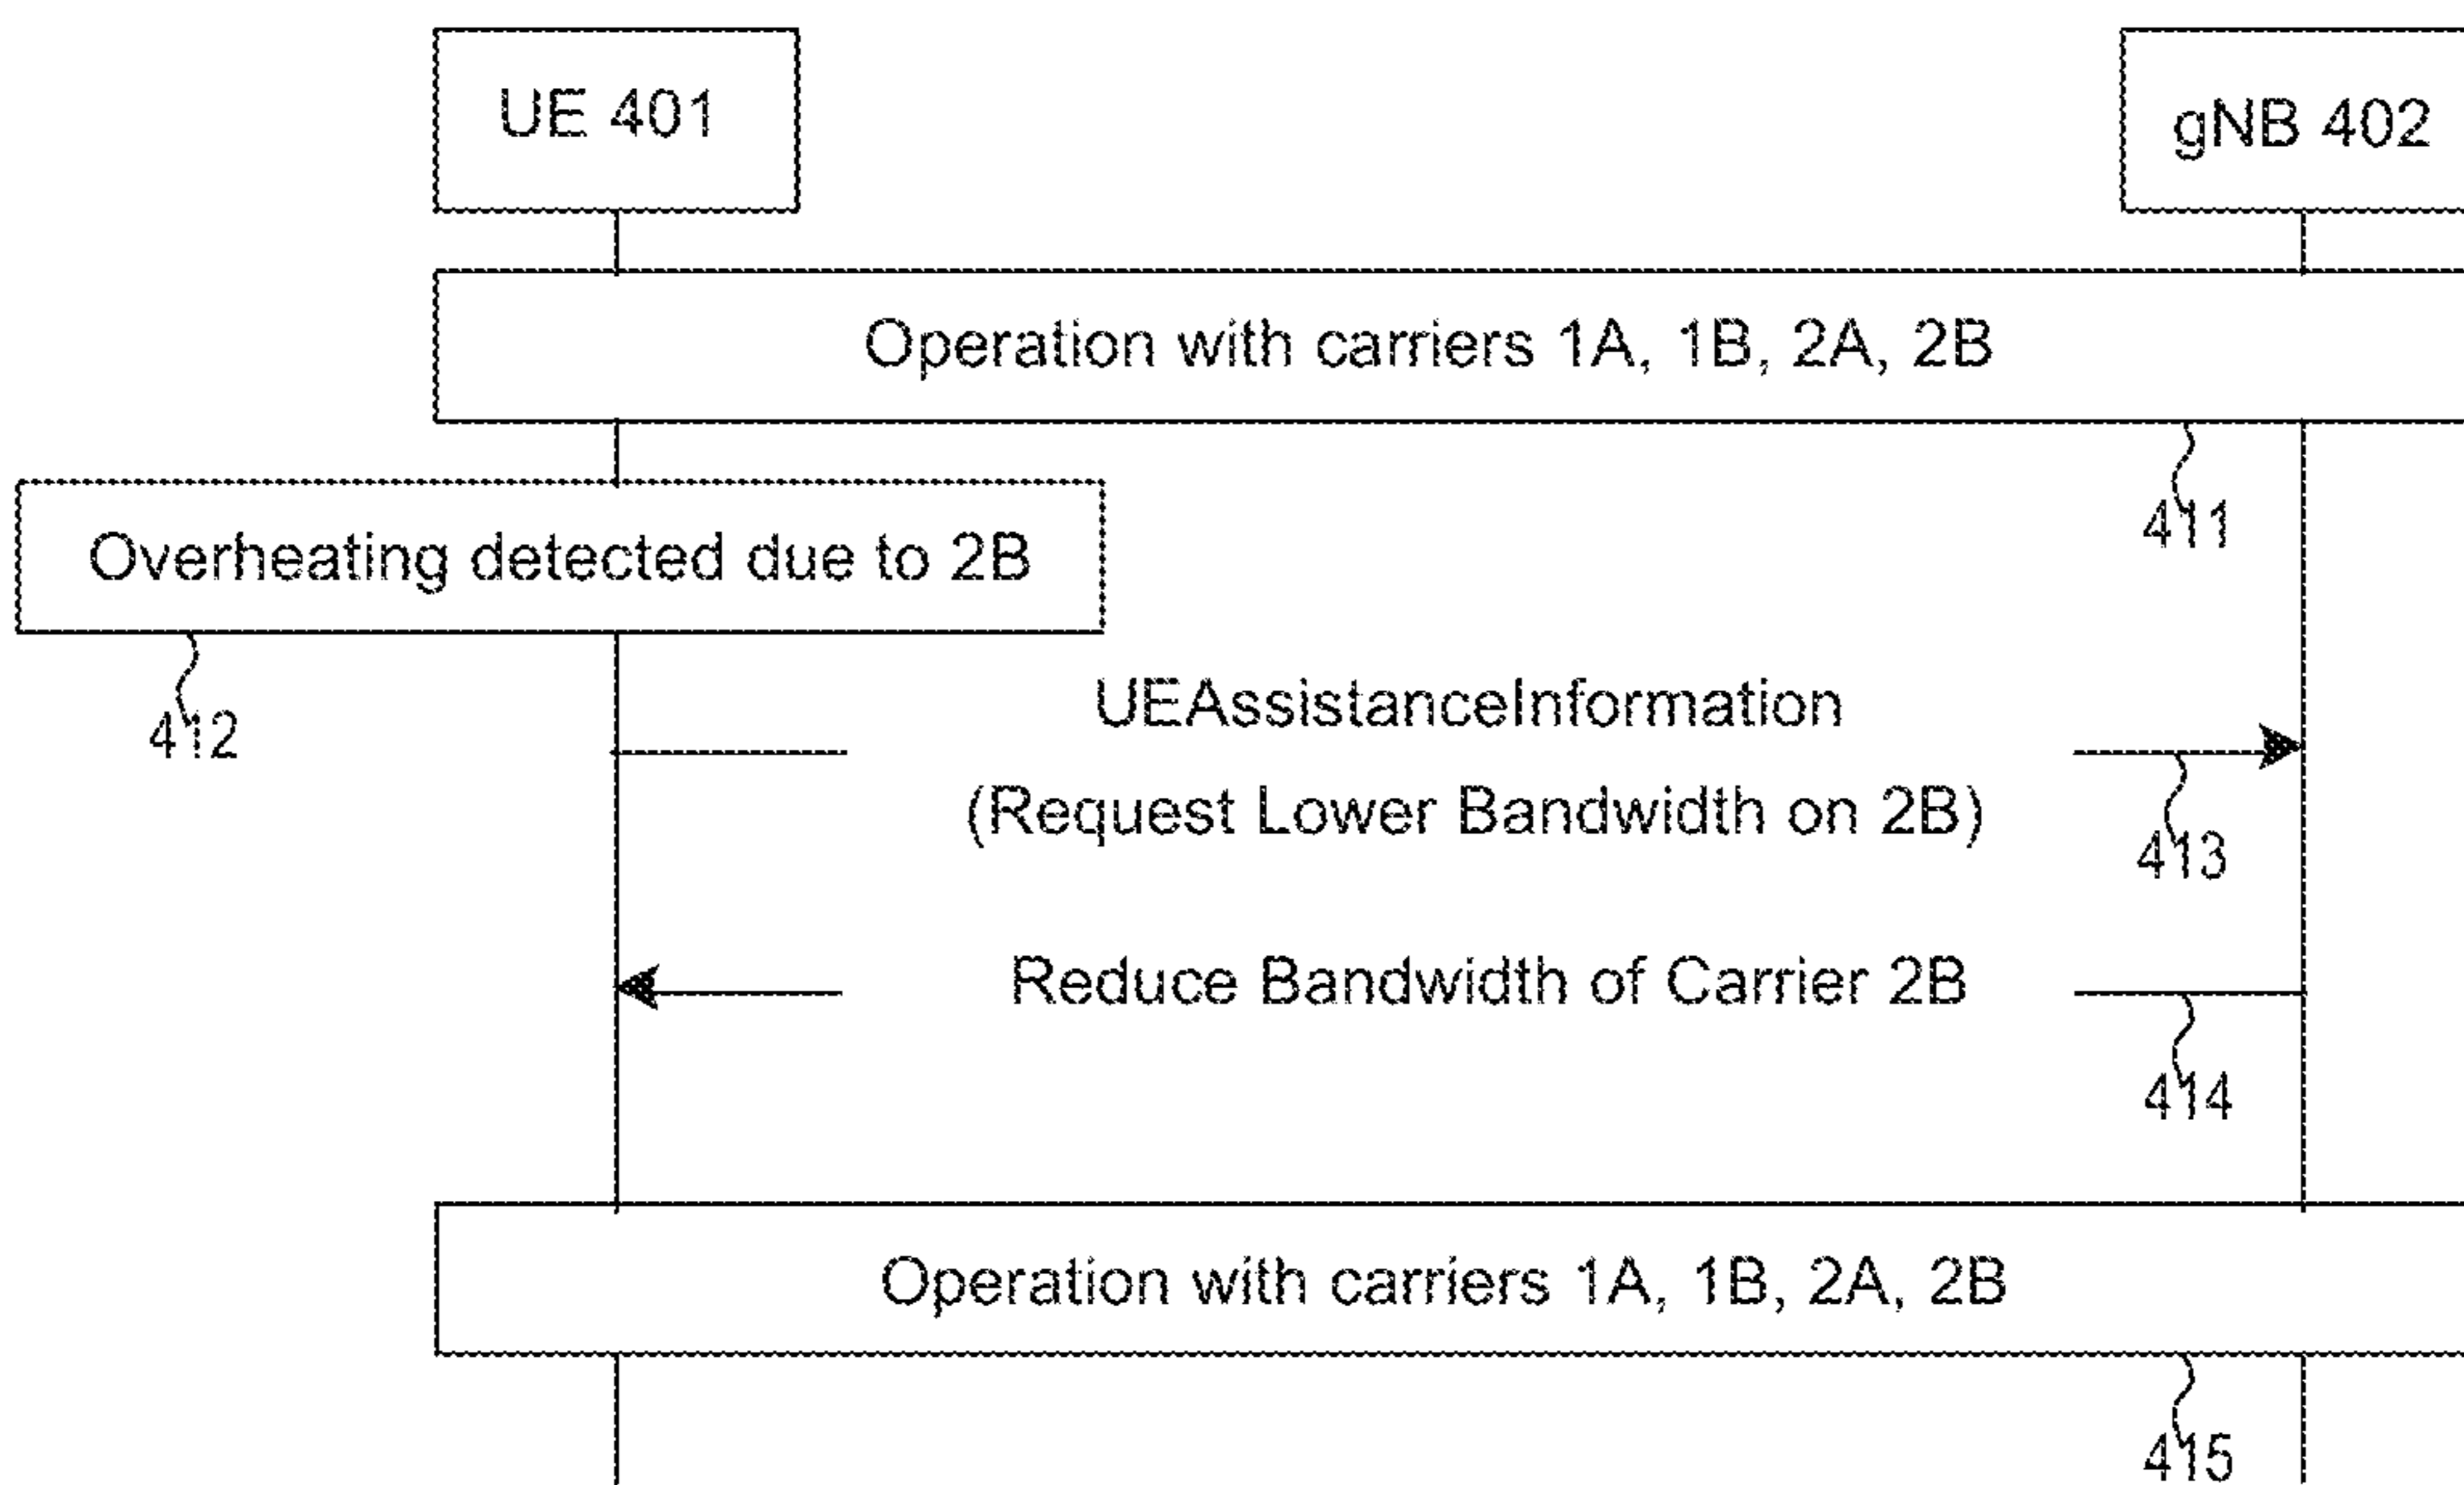 UE 401
gNB 402
Operation with carriers 1A, 1B, 2A, 2B
411
Overheating detected due to 2B
412
UEAssistanceInformation
(Request Lower Bandwidth on 2B)
413
Reduce Bandwidth of Carrier 2B
414
Operation with carriers 1A, 1B, 2A, 2B
415